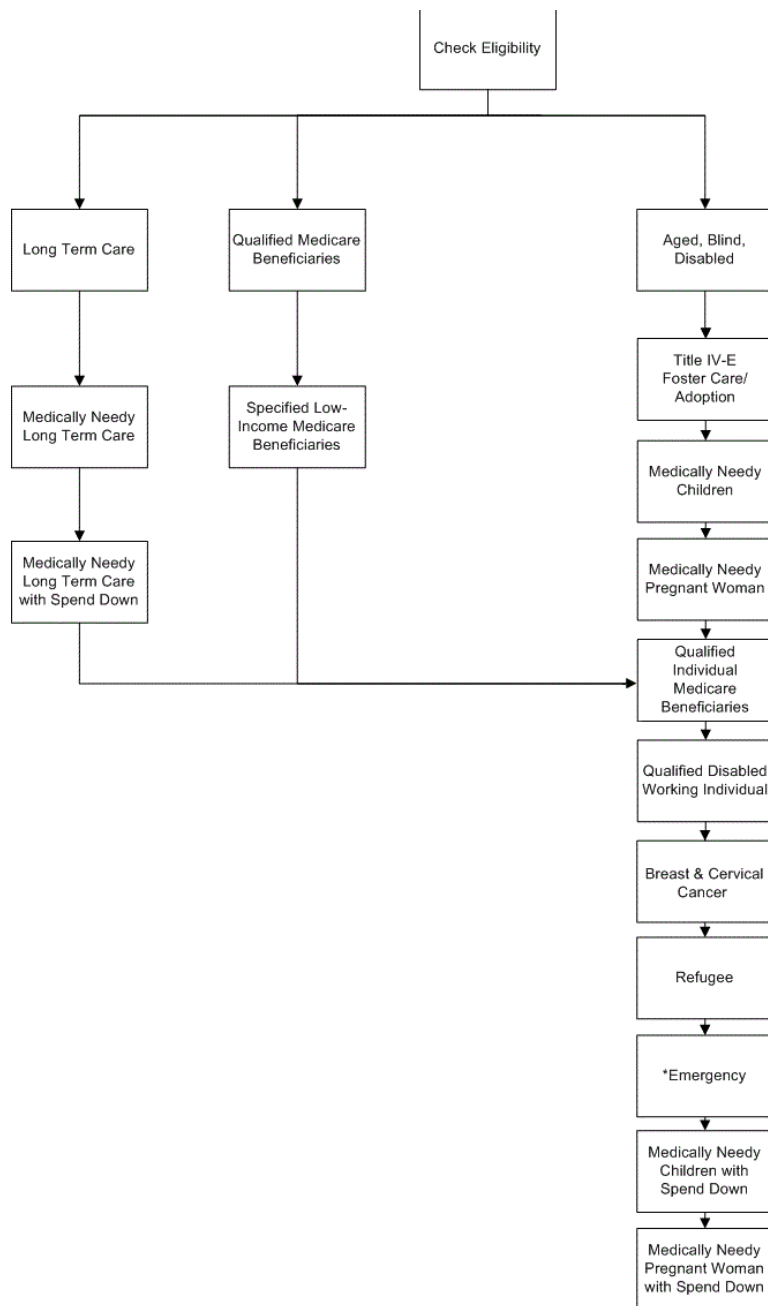 Check Eligibility
Long Term Care
Qualified Medicare
Beneficiaries
Aged, Blind,
Disabled
Title IV-E
Foster Care/
Adoption
Medically Needy
Long Term Care
Specified Low-
Income Medicare
Beneficiaries
Medically Needy
Children
Medically Needy
Long Term Care
with Spend Down
Medically Needy
Pregnant Woman
Qualified
Individual
Medicare
Beneficiaries
Qualified Disabled
Working Individual
Breast & Cervical
Cancer
Refugee
*Emergency
Medically Needy
Children with
Spend Down
Medically Needy
Pregnant Woman
with Spend Down